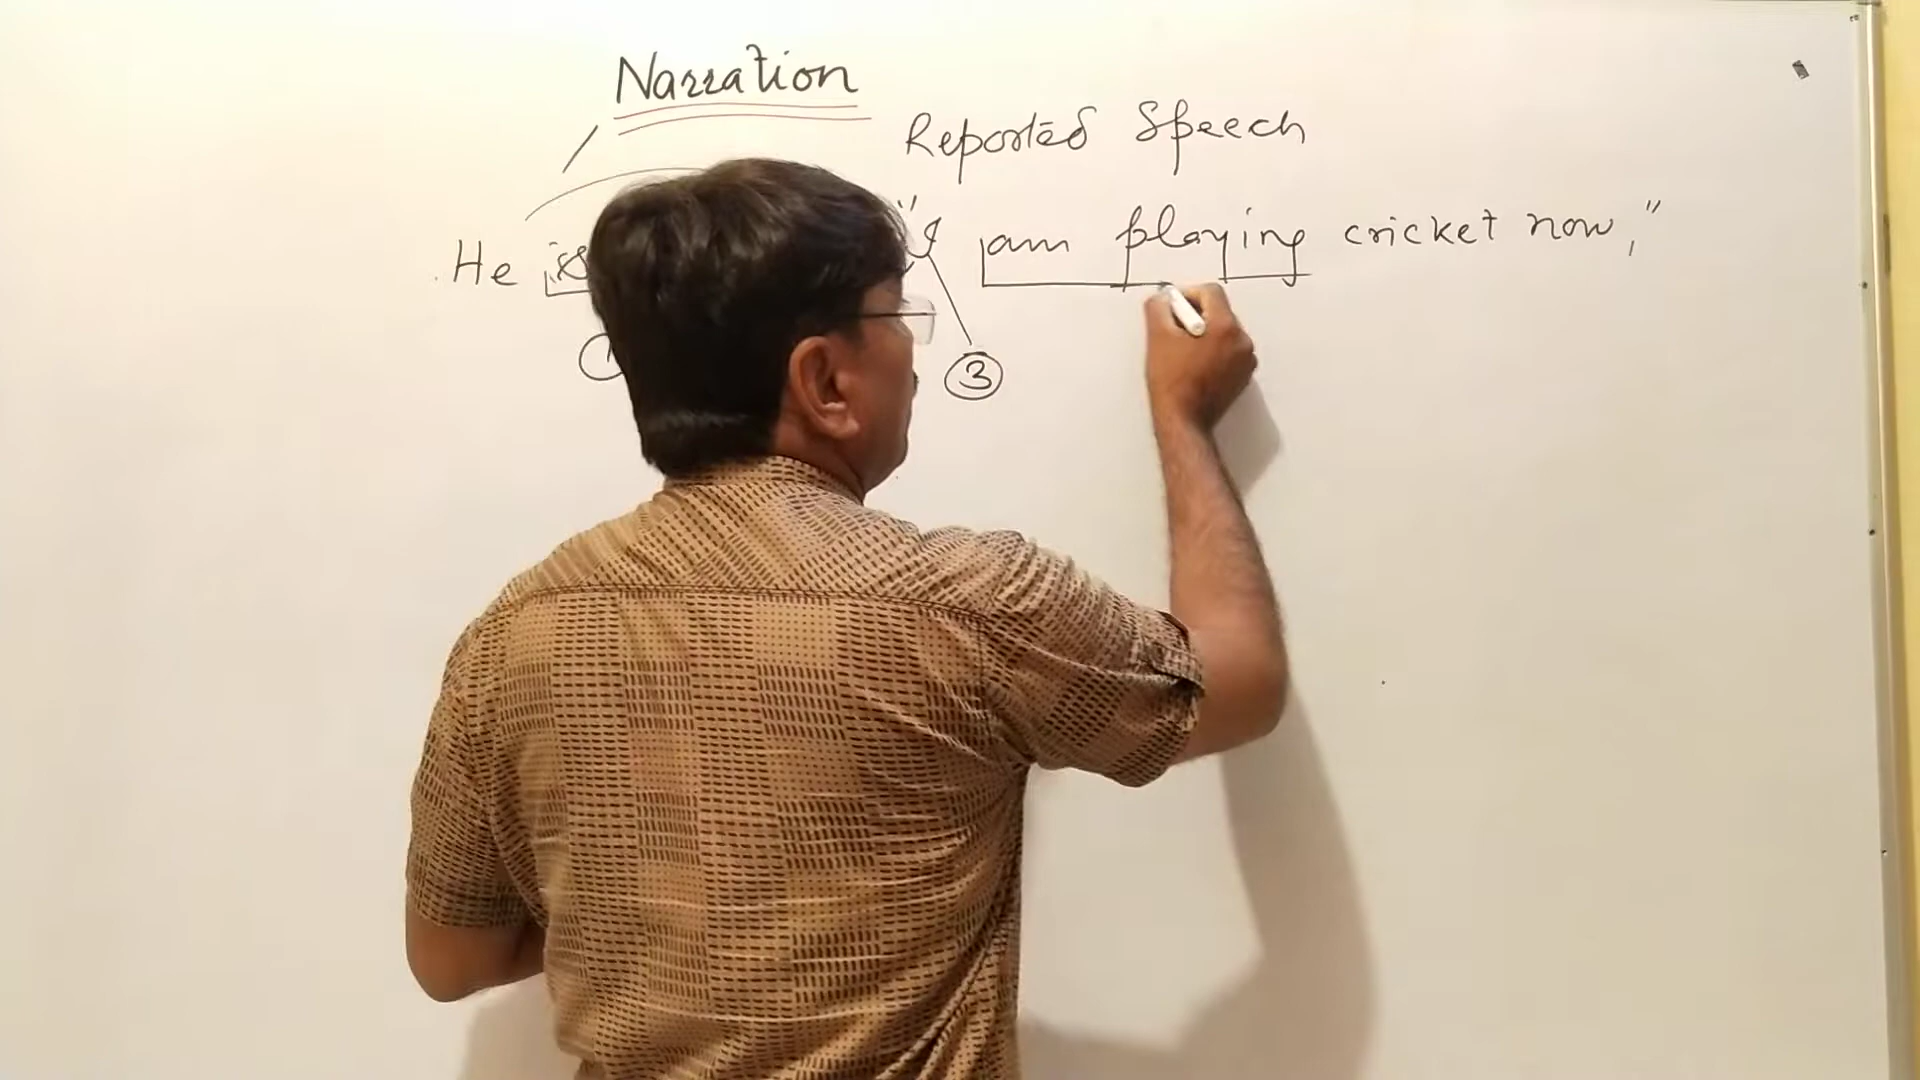 Narration
Reported Speech
He is " I am playing cricket now, "
3